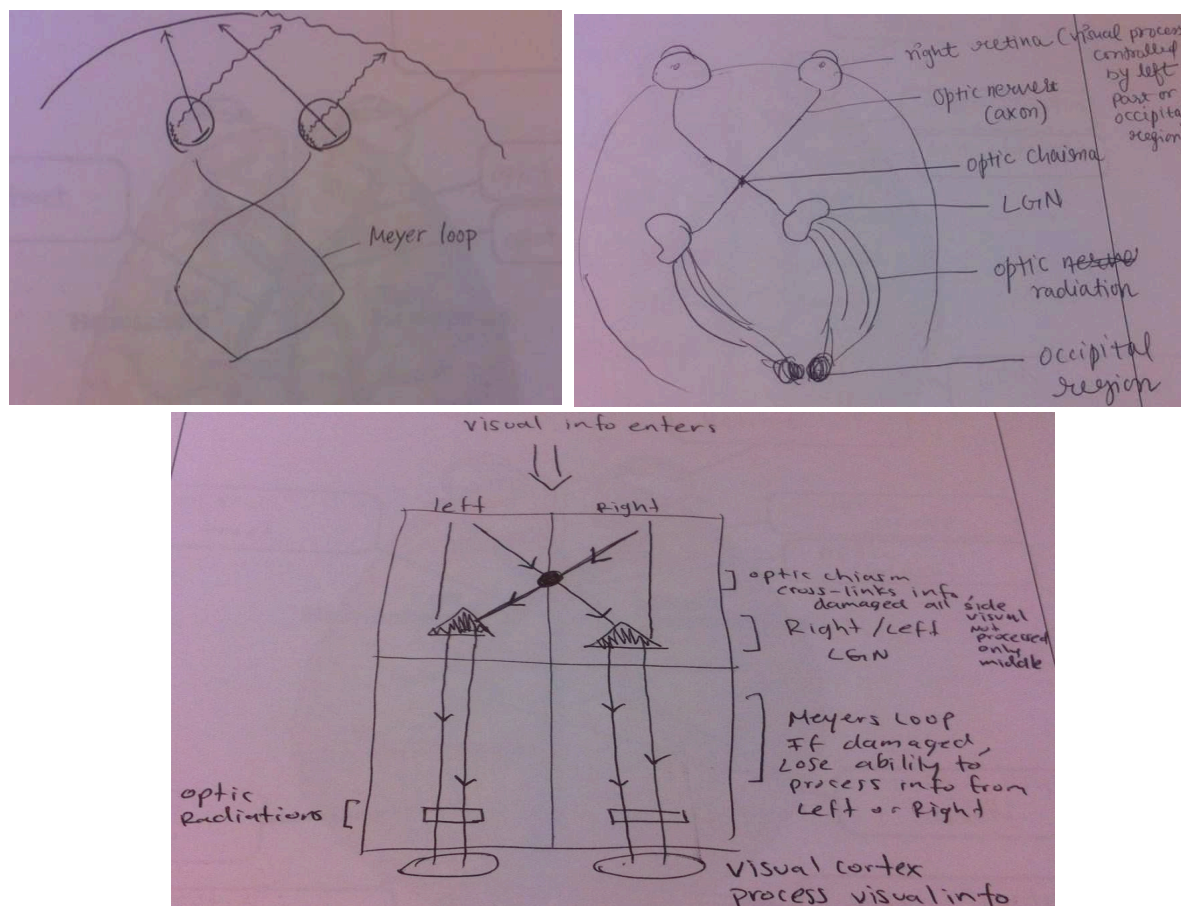 Meyer loop
right retina (visual process
controlled
by left
part or
occipital
region
optic nerves
(axon)
optic chaisma
LGN
optic
radiation
occipital
region
visual info enters
Left
Right
optic chiasm
cross-links info,
damaged all side
visual
not
processed
only
middle
Right / Left
LGN
Meyers Loop
If damaged,
Lose ability to
process info from
Left or Right
optic
Radiations
visual cortex
process visual info